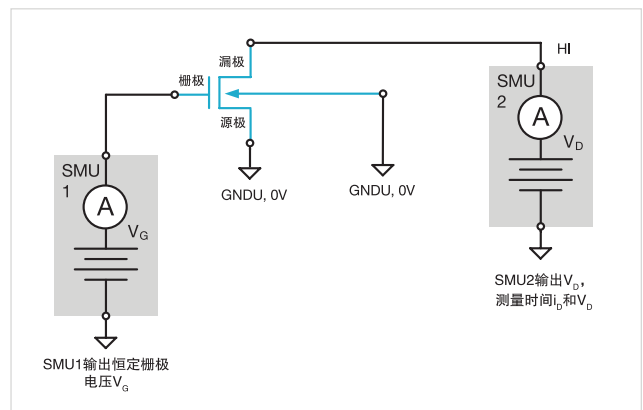 HI
漏极
SMU
2
栅极
A
源极
V_D
SMU
1
GNDU, 0V
GNDU, 0V
A
V_G
SMU2输出V_D，
测量时间i_D和V_D
SMU1输出恒定栅极
电压V_G